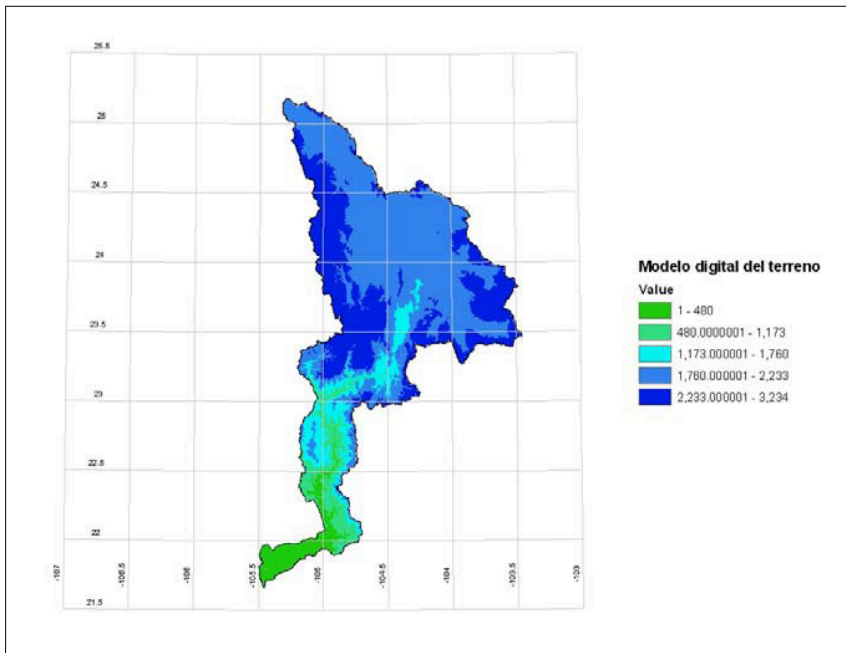 25.5
25
24.5
24
23.5
23
22.5
22
21.5
-107
-106.5
-106
-105.5
-105
-104.5
-104
-103.5
-103
Modelo digital del terreno
Value
1 - 480
480.0000001 - 1,173
1,173.000001 - 1,760
1,760.000001 - 2,233
2,233.000001 - 3,234